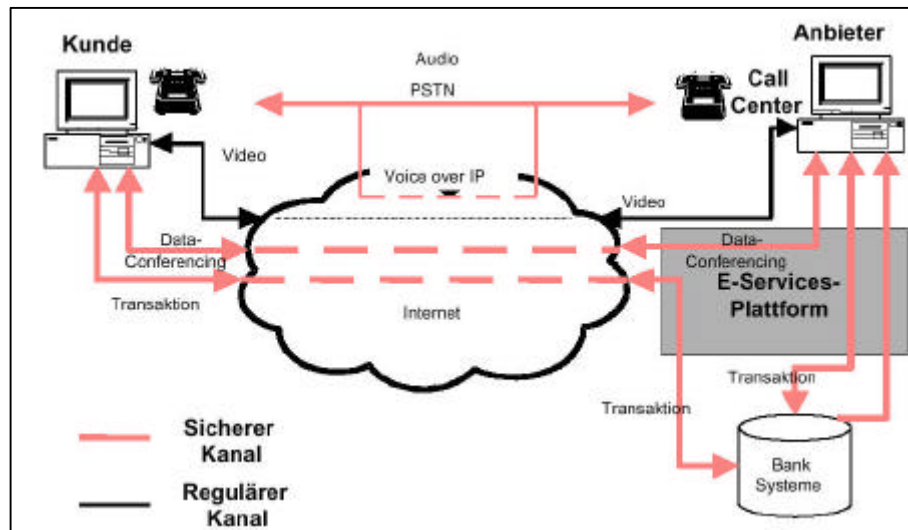 Kunde
Anbieter
Audio
PSTN
Call
Center
Video
Voice over IP
Video
Data-
Conferencing
Data-
Conferencing
E-Services-
Plattform
Transaktion
Internet
Transaktion
Transaktion
Sicherer
Kanal
Bank
Systeme
Regulärer
Kanal